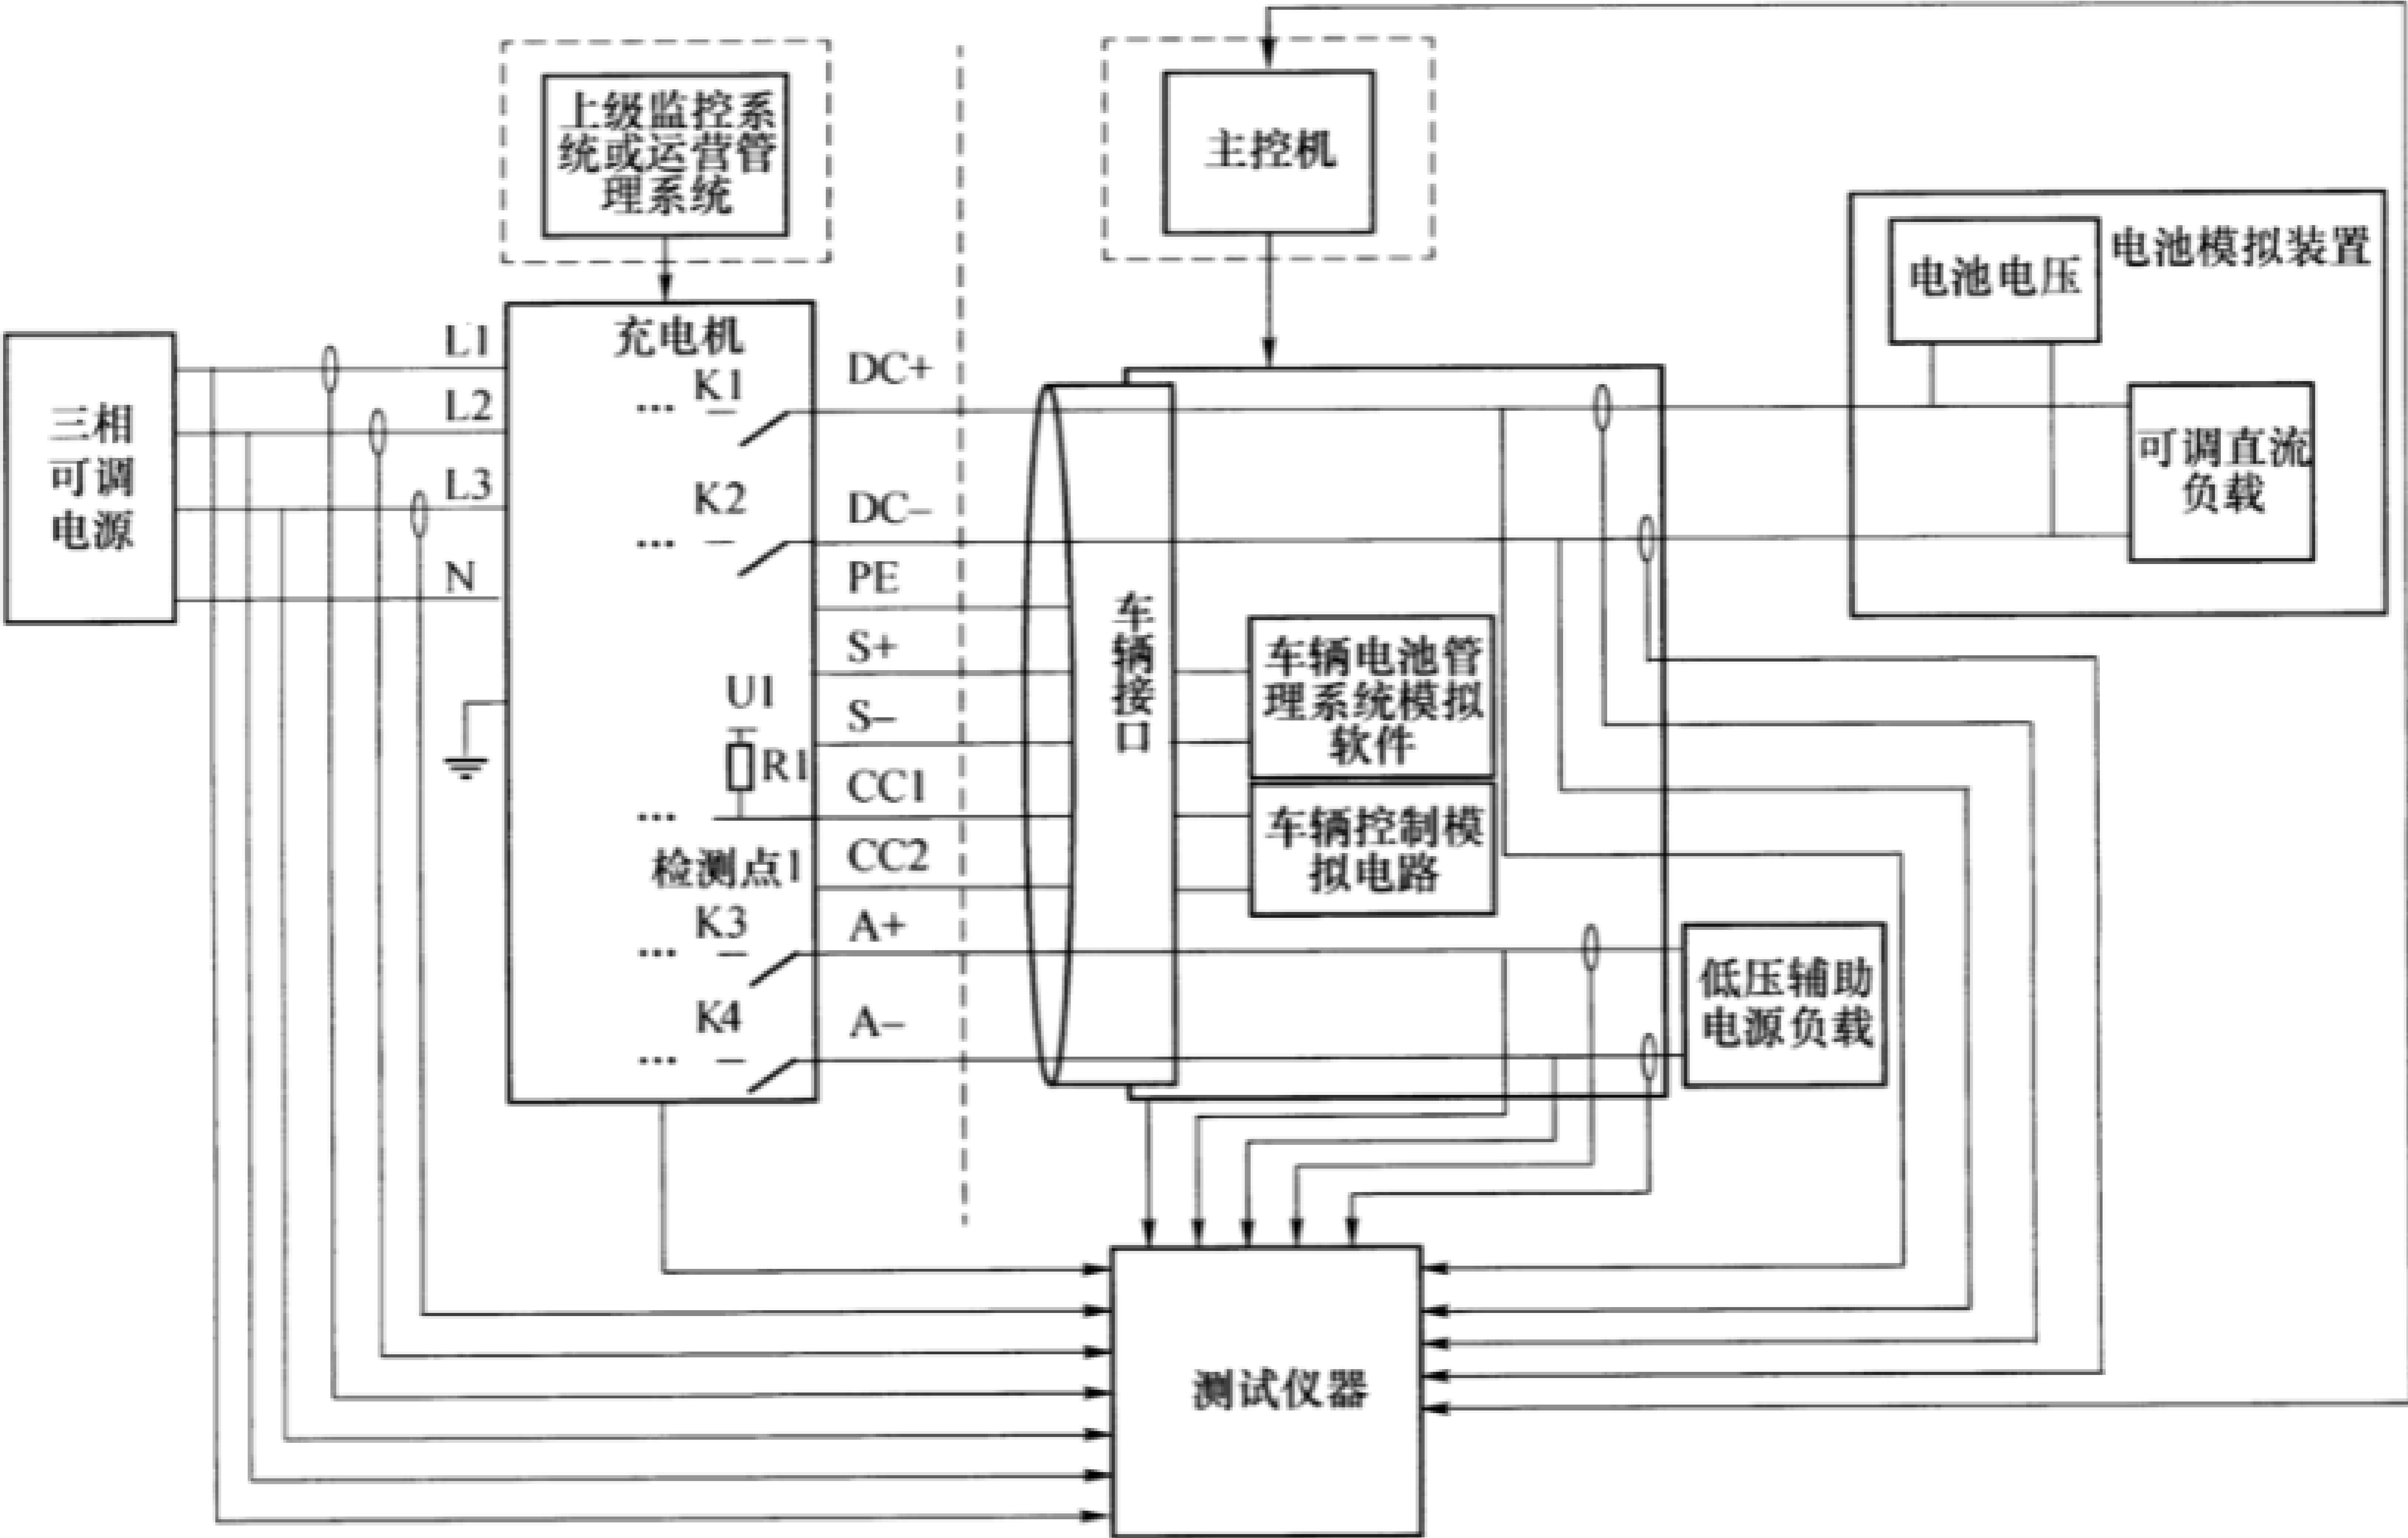 上级监控系
统或运营管
理系统
主控机
电池电压
电池模拟装置
可调直流
负载
三相
可调
电源
L1
L2
L3
N
充电机
K1
K2
U1
R1
检测点1
K3
K4
DC+
DC−
PE
S+
S−
CC1
CC2
A+
A−
车
辆
接
口
车辆电池管
理系统模拟
软件
车辆控制模
拟电路
低压辅助
电源负载
测试仪器